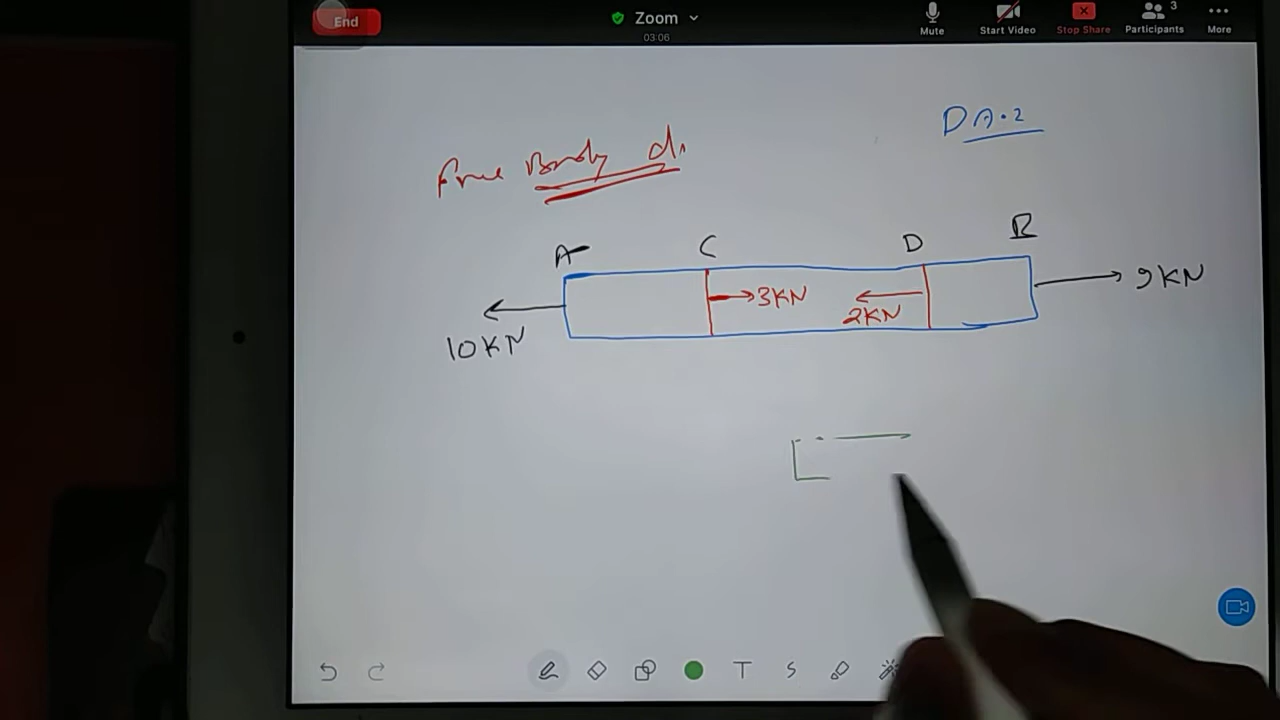 End
Zoom
03:06
Mute
Start Video
Stop Share
3
Participants
More
DA.2
Free Body di
A C D B
3KN
2KN
9KN
10KN
T